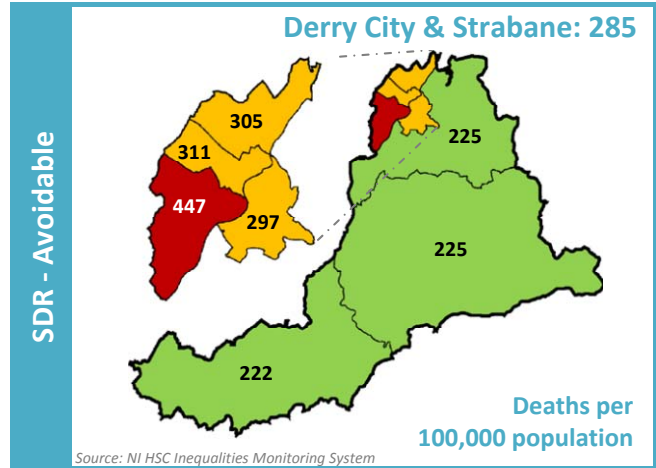 Derry City & Strabane: 285
SDR - Avoidable
305
311
447
297
225
225
222
Deaths per
100,000 population
Source: NI HSC Inequalities Monitoring System